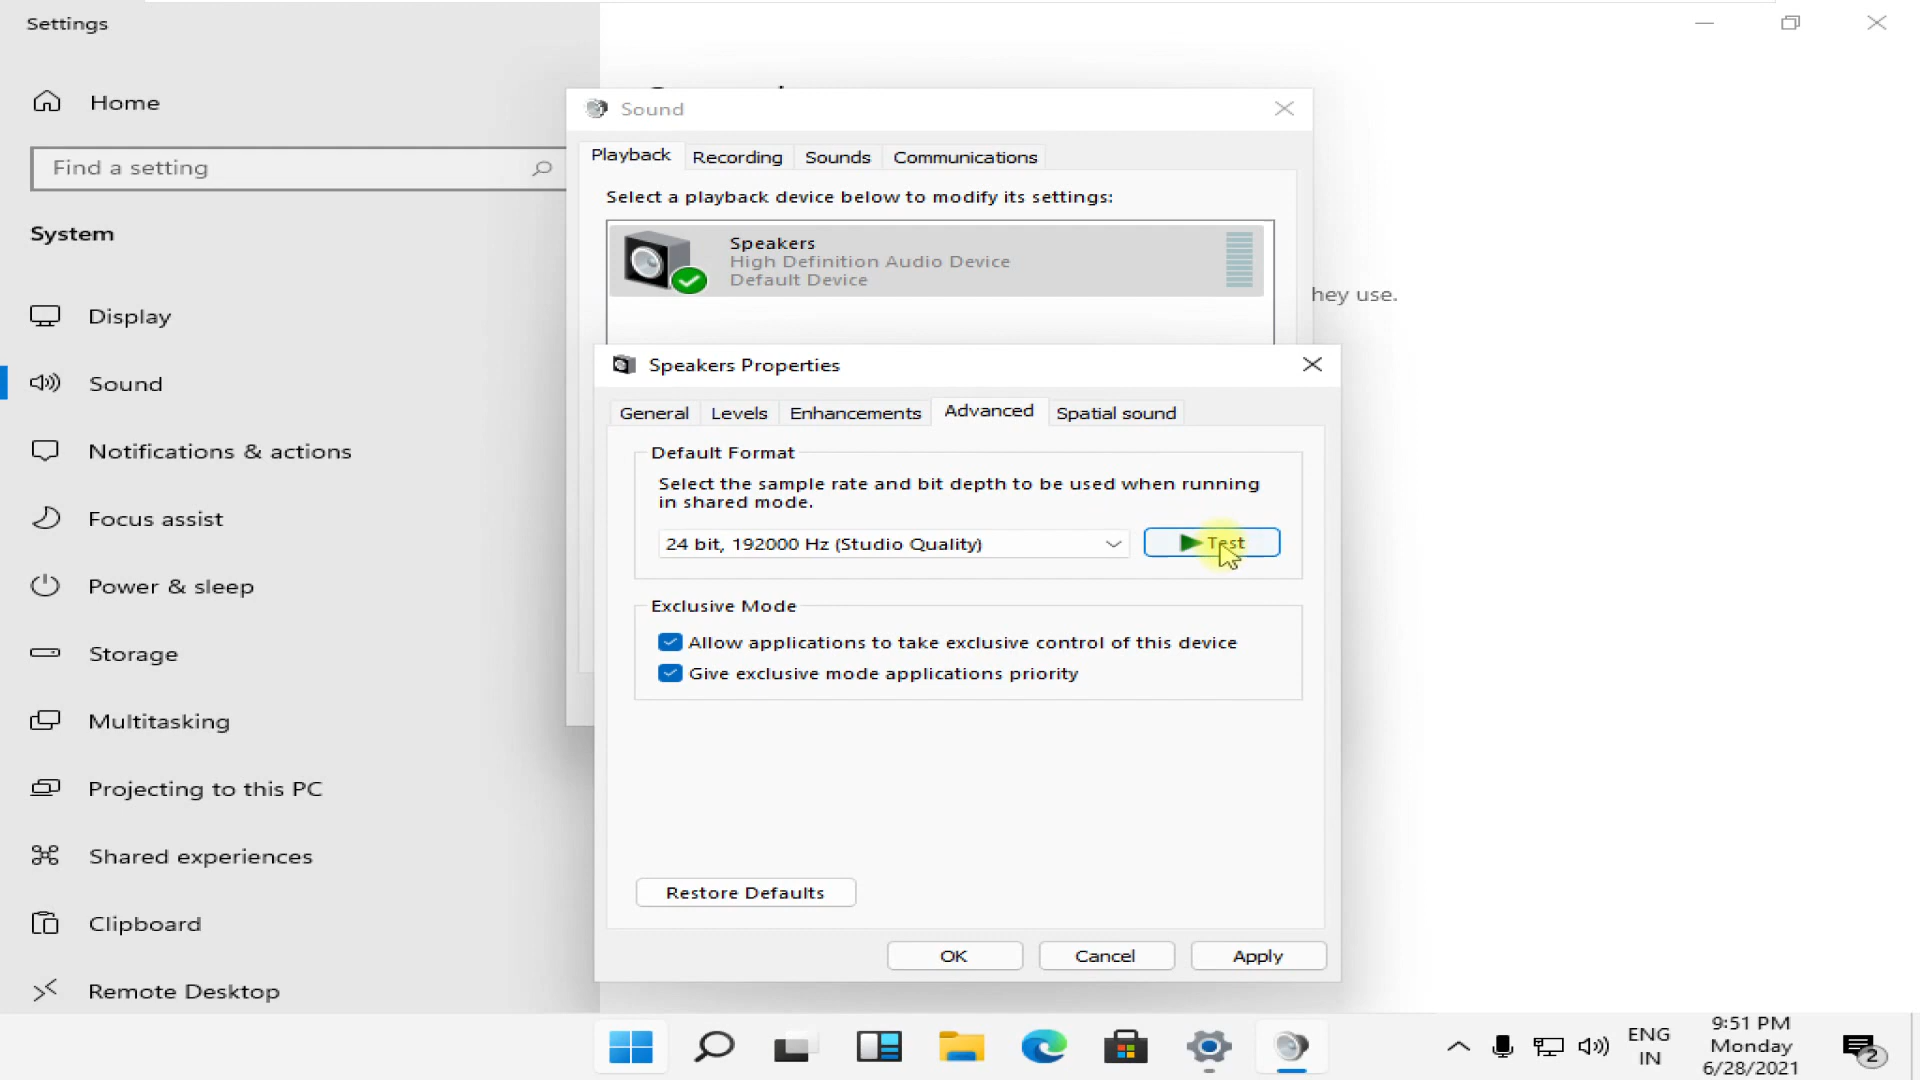 Settings
Home
Find a setting
System
Display
Sound
Notifications & actions
Focus assist
Power & sleep
Storage
Multitasking
Projecting to this PC
Shared experiences
Clipboard
Remote Desktop
Sound
Playback
Recording
Sounds
Communications
Select a playback device below to modify its settings:
Speakers
High Definition Audio Device
Default Device
hey use.
Speakers Properties
General
Levels
Enhancements
Advanced
Spatial sound
Default Format
Select the sample rate and bit depth to be used when running
in shared mode.
24 bit, 192000 Hz (Studio Quality)
Test
Exclusive Mode
Allow applications to take exclusive control of this device
Give exclusive mode applications priority
Restore Defaults
OK
Cancel
Apply
ENG
IN
9:51 PM
Monday
6/28/2021
2